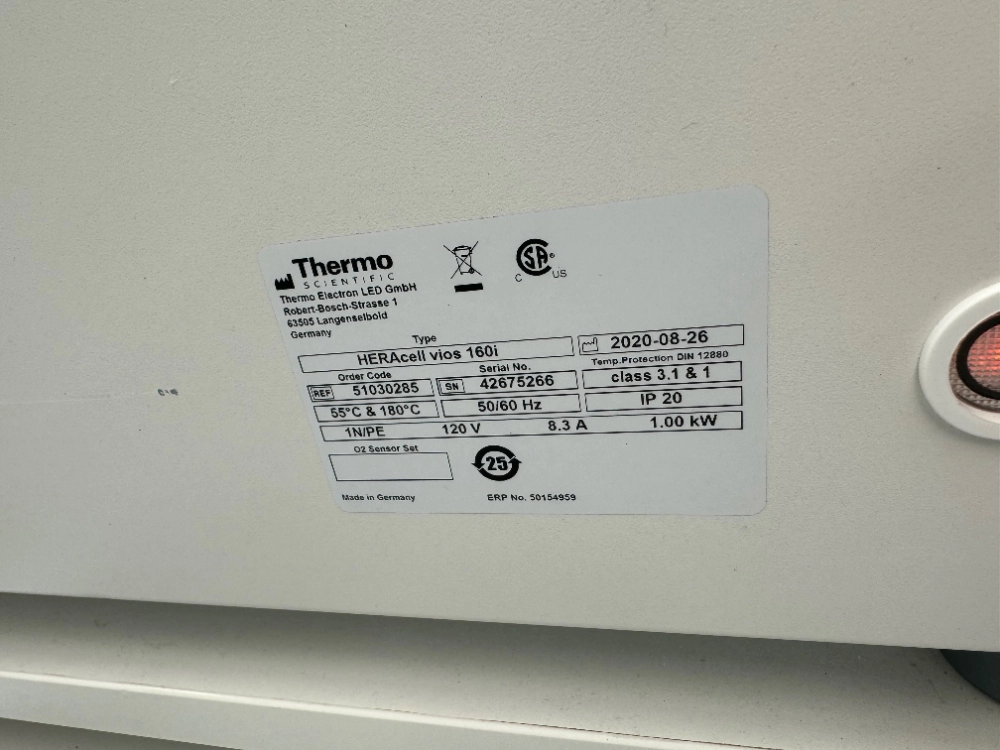 Thermo
SCIENTIFIC
Thermo Electron LED GmbH
Robert-Bosch-Strasse 1
63505 Langenselbold
Germany
SA
C US
Type
HERAcell vios 160i
2020-08-26
Order Code
REF 51030285
Serial No.
SN 42675266
Temp.Protection DIN 12880
class 3.1 & 1
55°C & 180°C
50/60 Hz
IP 20
1N/PE 120 V 8.3 A 1.00 kW
O2 Sensor Set
25
Made in Germany
ERP No. 50154959